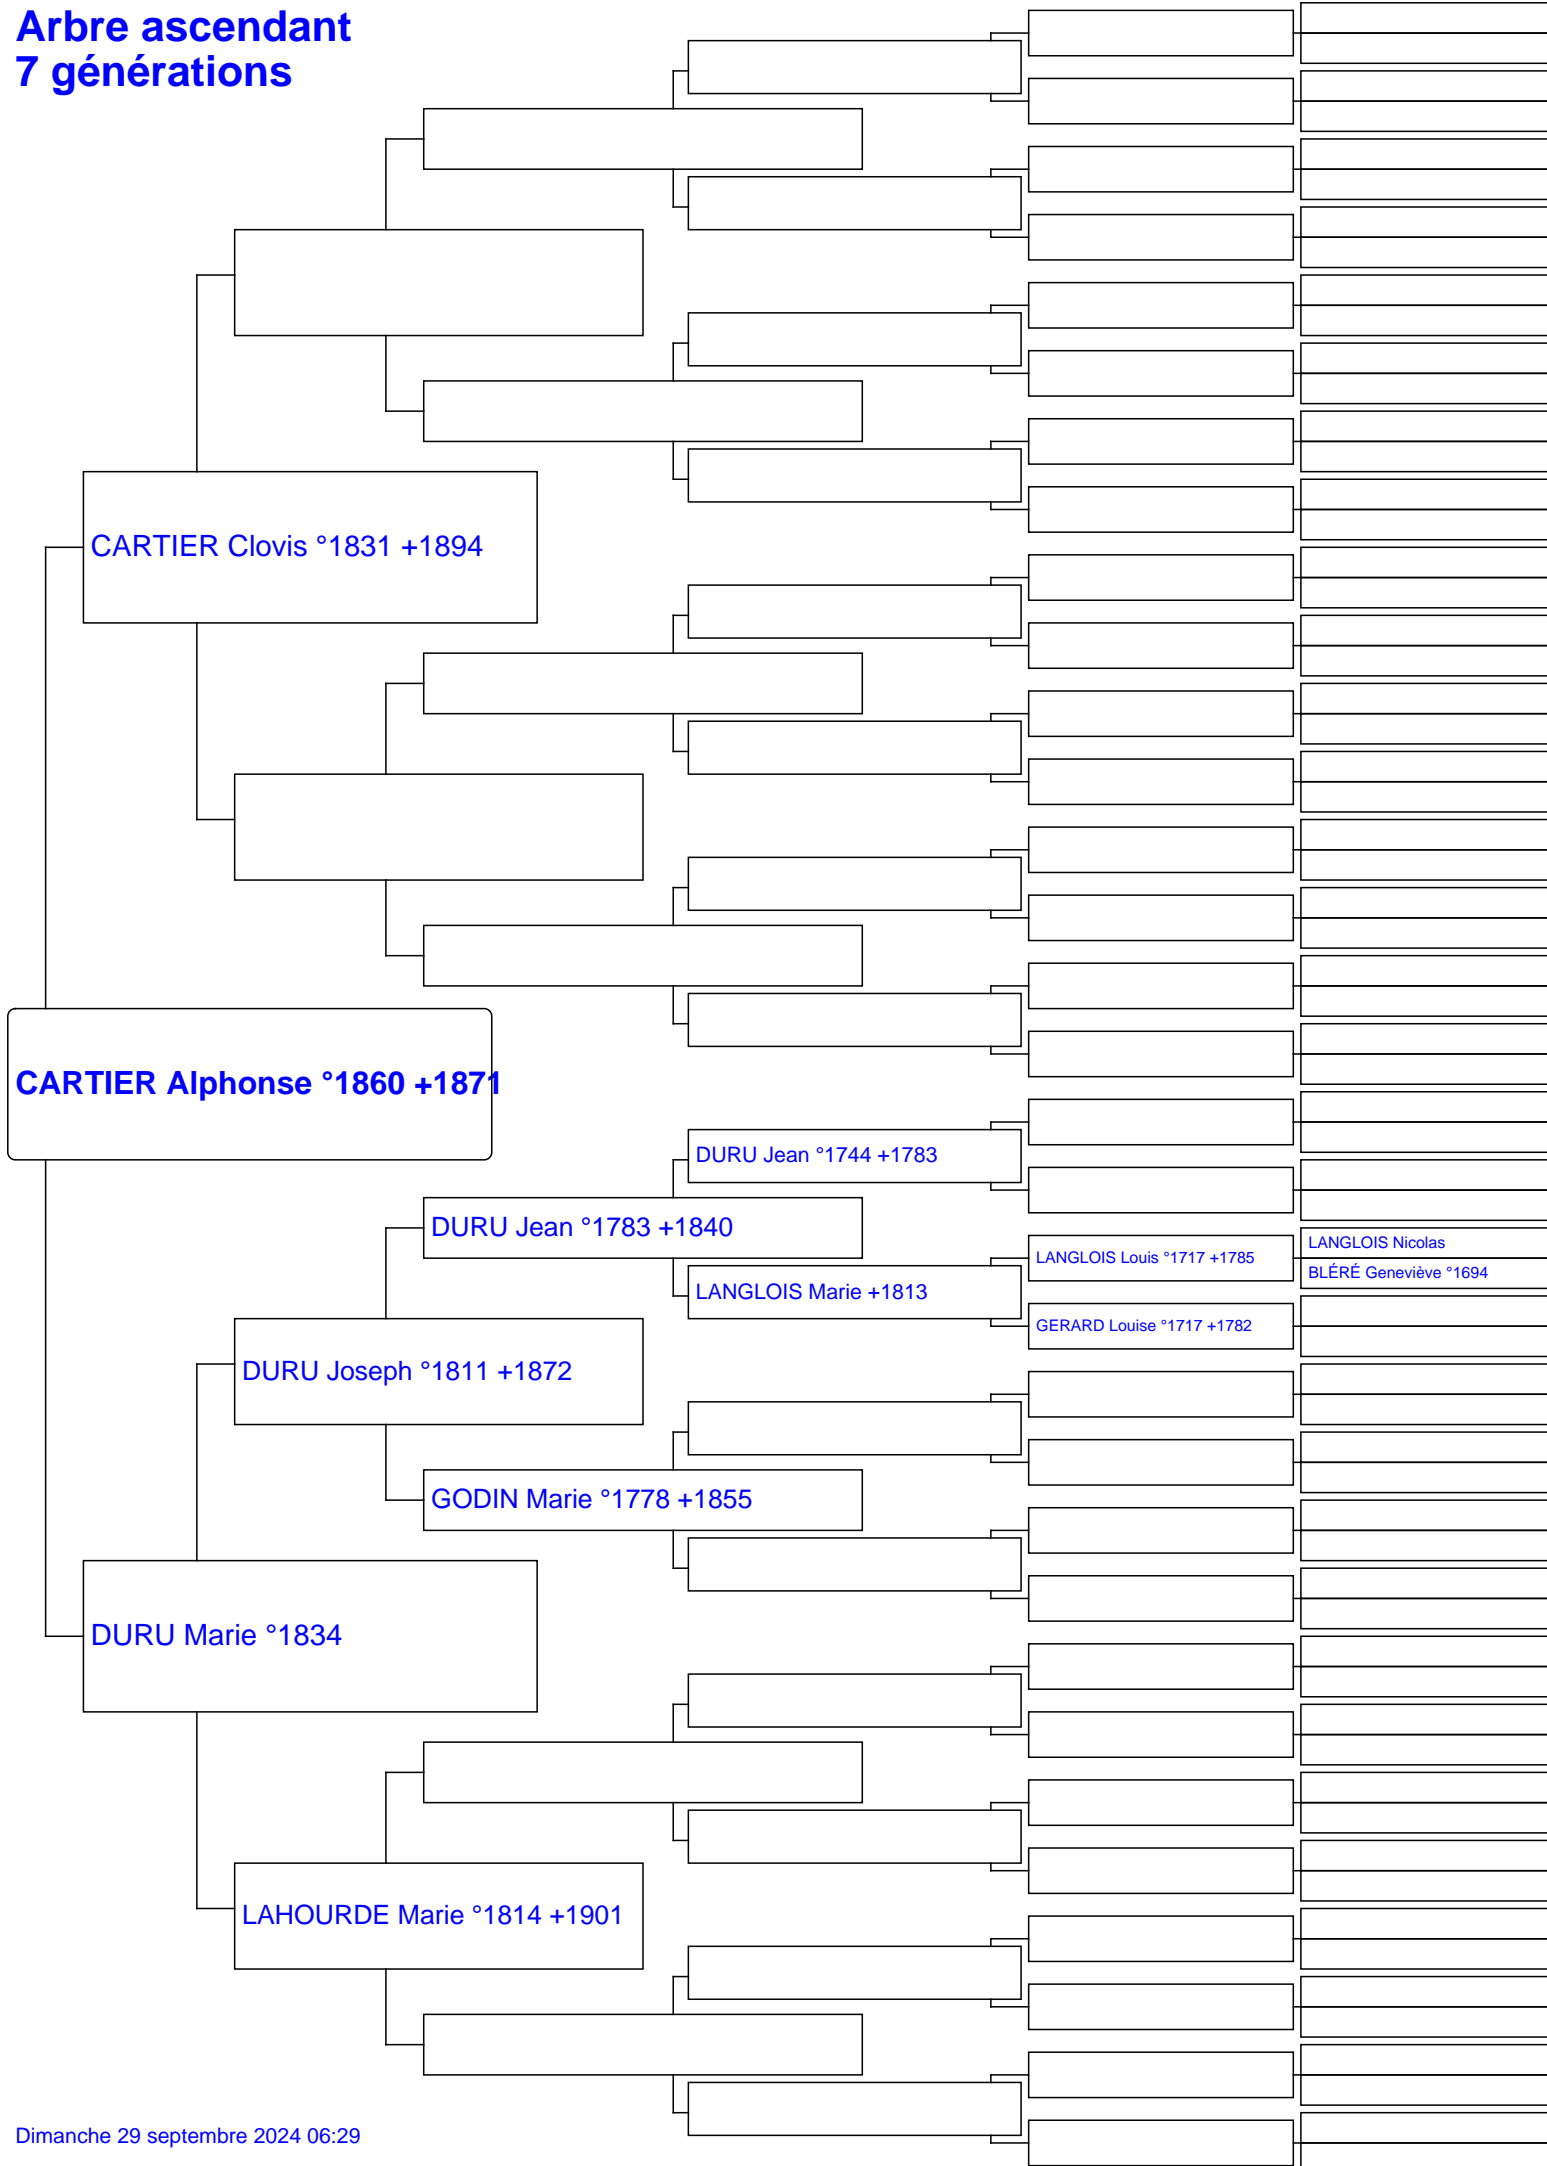 Arbre ascendant
7 générations
CARTIER Clovis °1831 +1894
CARTIER Alphonse °1860 +1871
DURU Jean °1744 +1783
DURU Jean °1783 +1840
LANGLOIS Nicolas
LANGLOIS Louis °1717 +1785
BLÉRÉ Geneviève °1694
LANGLOIS Marie +1813
GERARD Louise °1717 +1782
DURU Joseph °1811 +1872
GODIN Marie °1778 +1855
DURU Marie °1834
LAHOURDE Marie °1814 +1901
Dimanche 29 septembre 2024 06:29